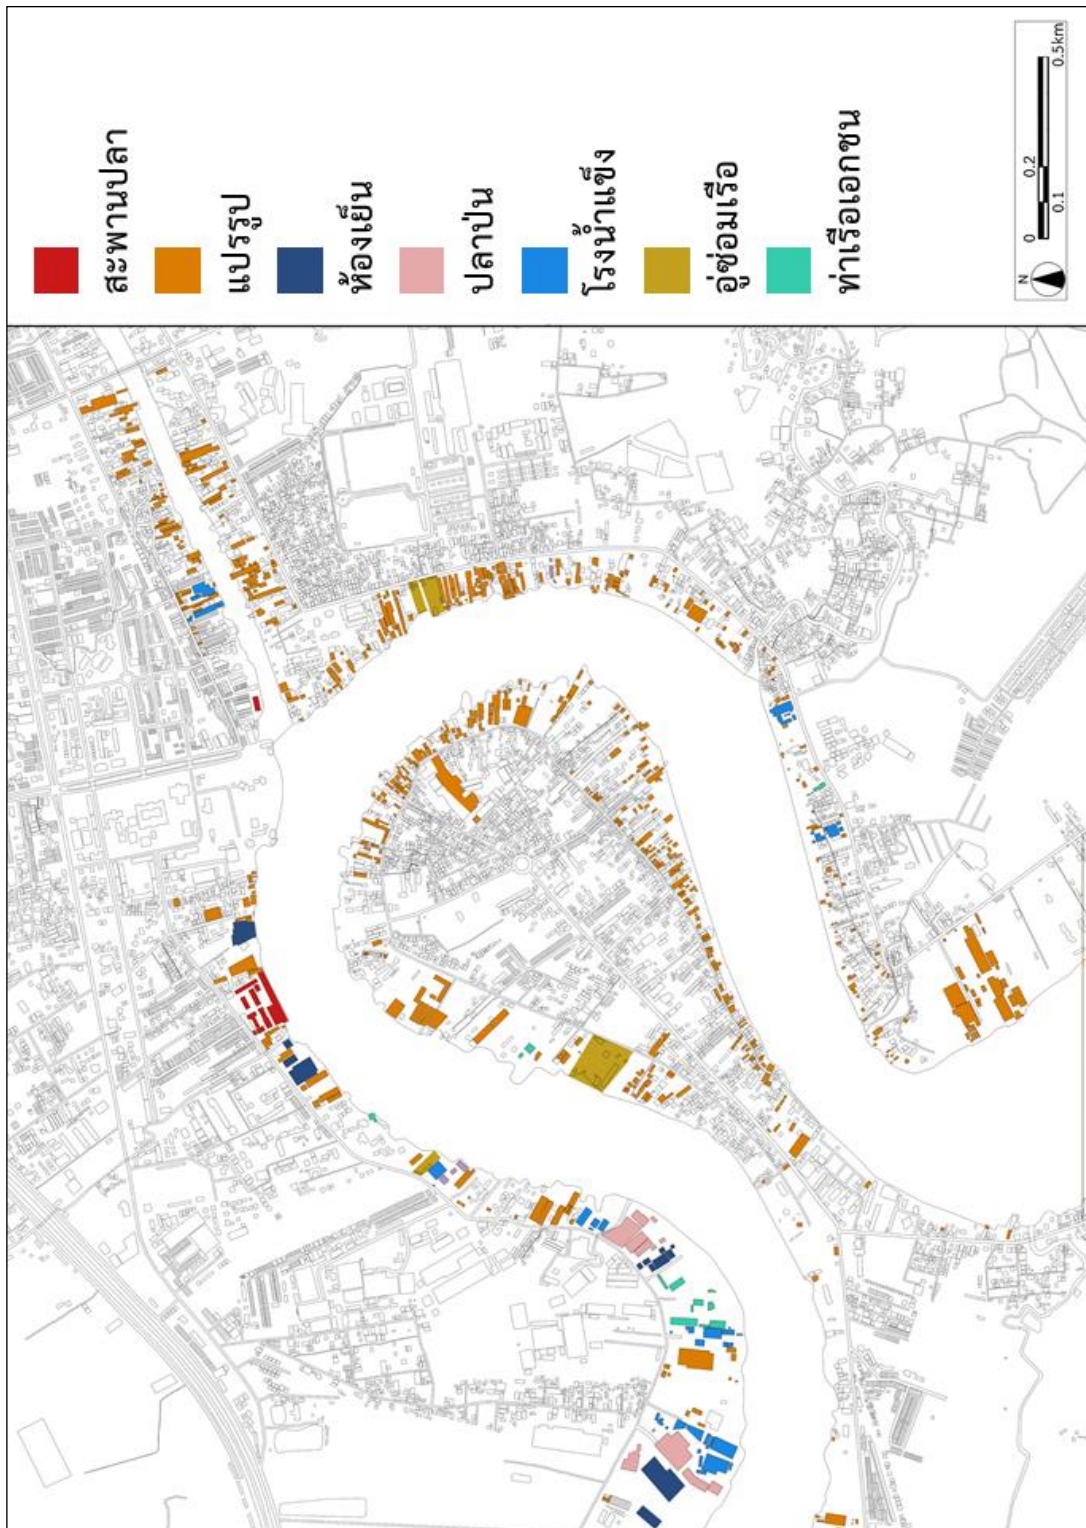 สะพานปลา
แปรรูป
ห้องเย็น
ปลาป่น
โรงน้ำแข็ง
อู่ซ่อมเรือ
ท่าเรือเอกชน
N
0
0.1
0.2
0.5km